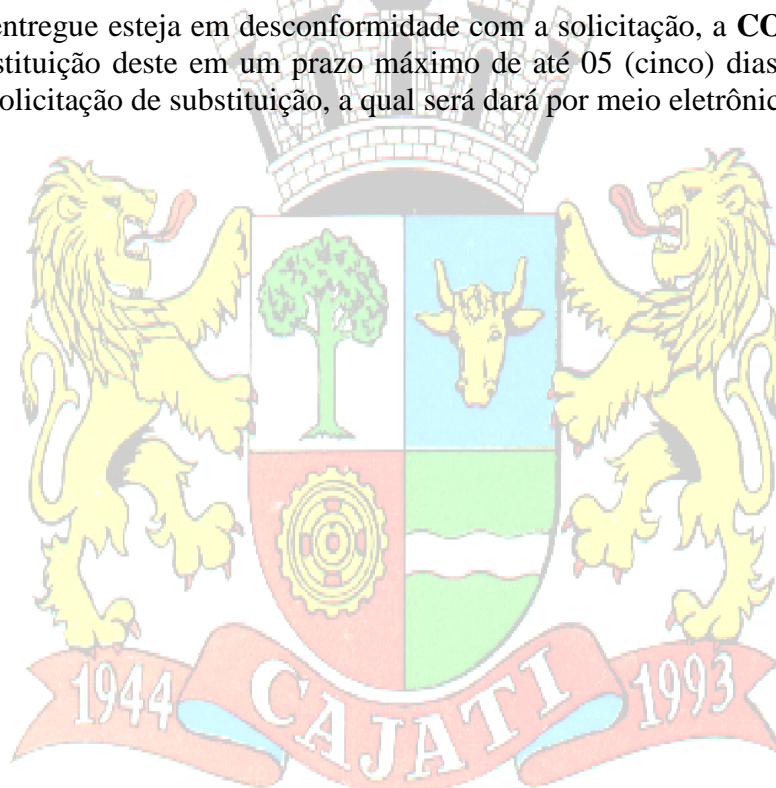 entregue esteja em desconformidade com a solicitação, a CO
stituição deste em um prazo máximo de até 05 (cinco) dias
olicitação de substituição, a qual será dará por meio eletrônic
1944 CAJATI 1993